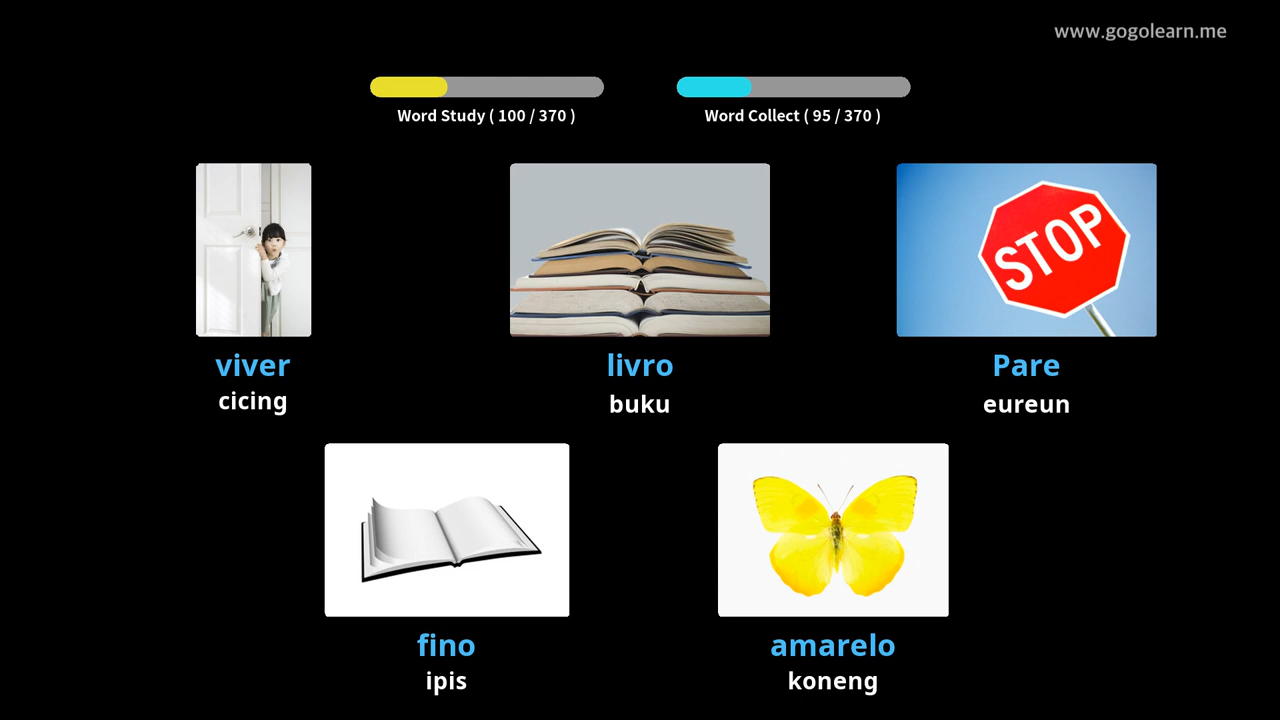 www.gogolearn.me
Word Study ( 100 / 370 )
Word Collect ( 95 / 370 )
STOP
viver
cicing
livro
buku
Pare
eureun
fino
ipis
amarelo
koneng